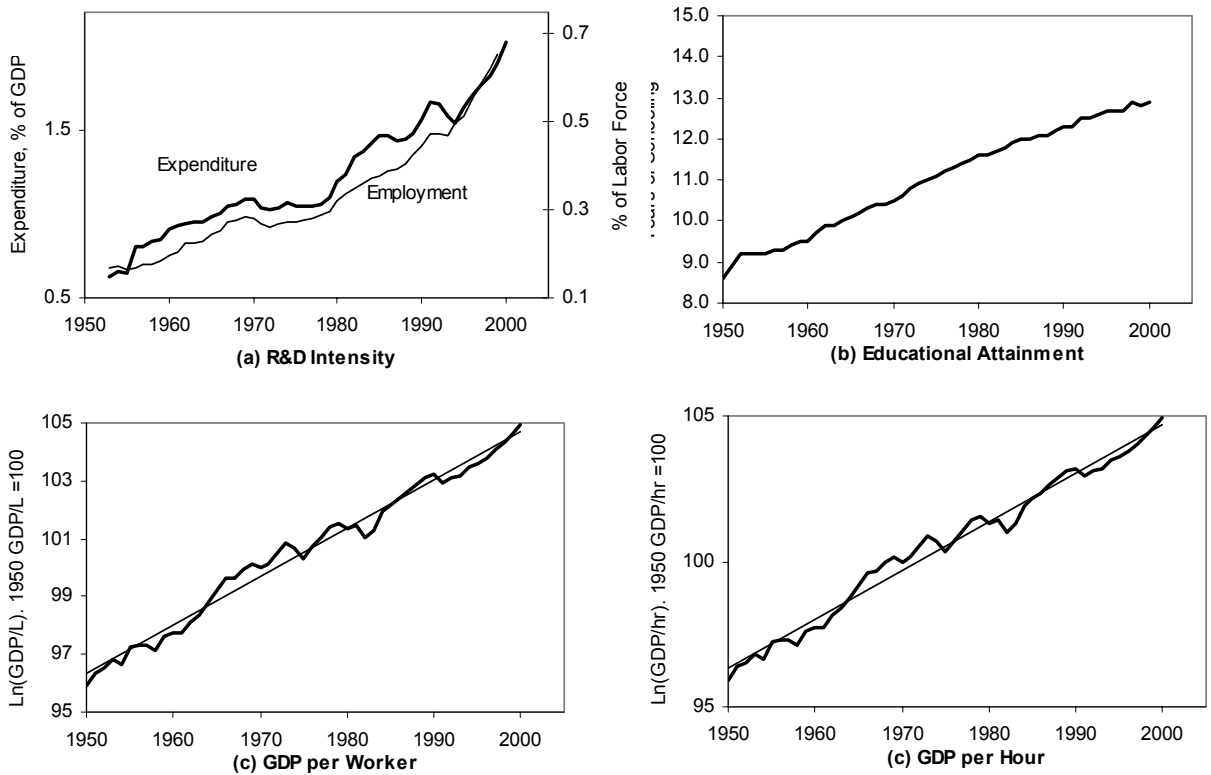 Expenditure, % of GDP
1.5
0.5
Expenditure
Employment
0.7
0.5
0.3
0.1
% of Labor Force
1950 1960 1970 1980 1990 2000
(a) R&D Intensity
15.0
14.0
13.0
12.0
11.0
10.0
9.0
8.0
1950 1960 1970 1980 1990 2000
(b) Educational Attainment
Ln(GDP/L). 1950 GDP/L =100
105
103
101
99
97
95
1950 1960 1970 1980 1990 2000
(c) GDP per Worker
Ln(GDP/hr). 1950 GDP/hr =100
105
100
95
1950 1960 1970 1980 1990 2000
(c) GDP per Hour